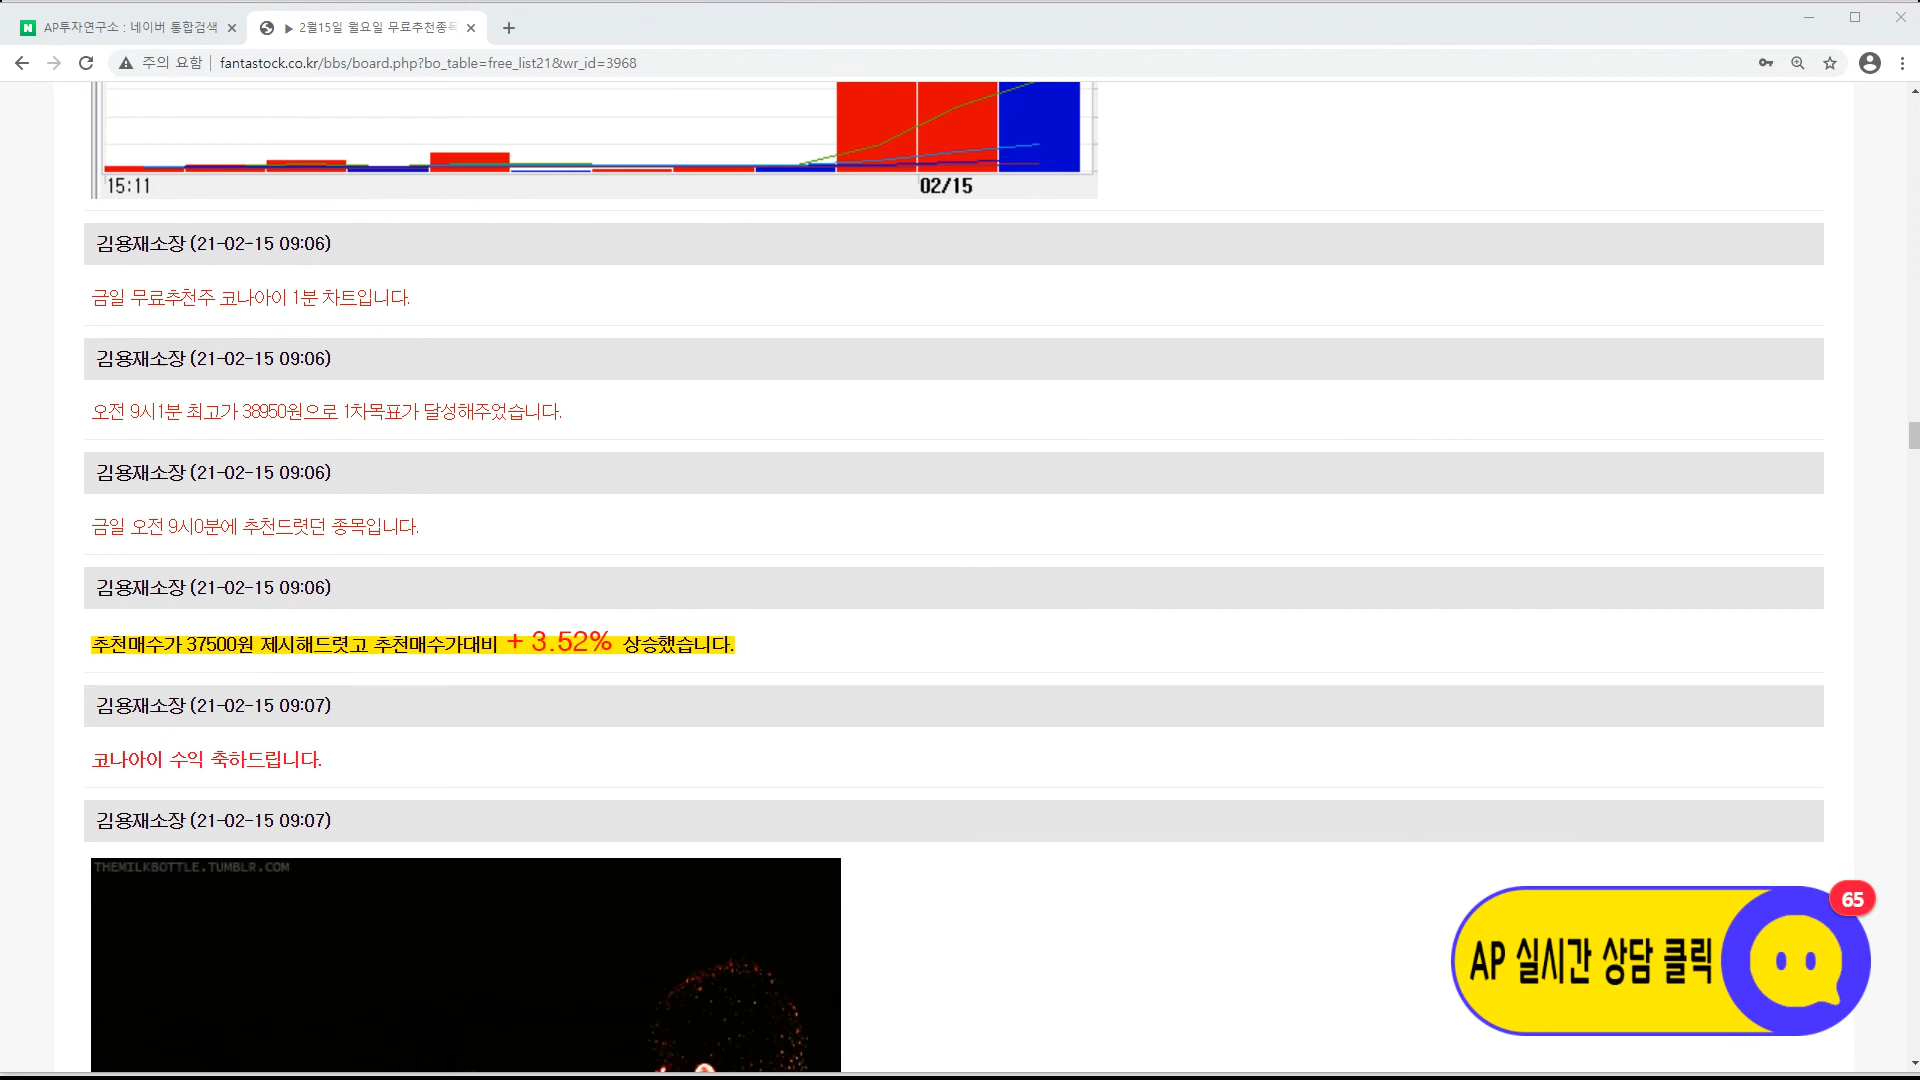 AP투자연구소 : 네이버 통합검색
▶ 2월15일 월요일 무료추천종목
주의 요함 | fantastock.co.kr/bbs/board.php?bo_table=free_list21&wr_id=3968
15:11 02/15
김용재소장 (21-02-15 09:06)
금일 무료추천주 코나아이 1분 차트입니다.
김용재소장 (21-02-15 09:06)
오전 9시1분 최고가 38950원으로 1차목표가 달성해주었습니다.
김용재소장 (21-02-15 09:06)
금일 오전 9시0분에 추천드렷던 종목입니다.
김용재소장 (21-02-15 09:06)
추천매수가 37500원 제시해드렷고 추천매수가대비 + 3.52% 상승했습니다.
김용재소장 (21-02-15 09:07)
코나아이 수익 축하드립니다.
김용재소장 (21-02-15 09:07)
THEMILKBOTTLE.TUMBLR.COM
65
AP 실시간 상담 클릭